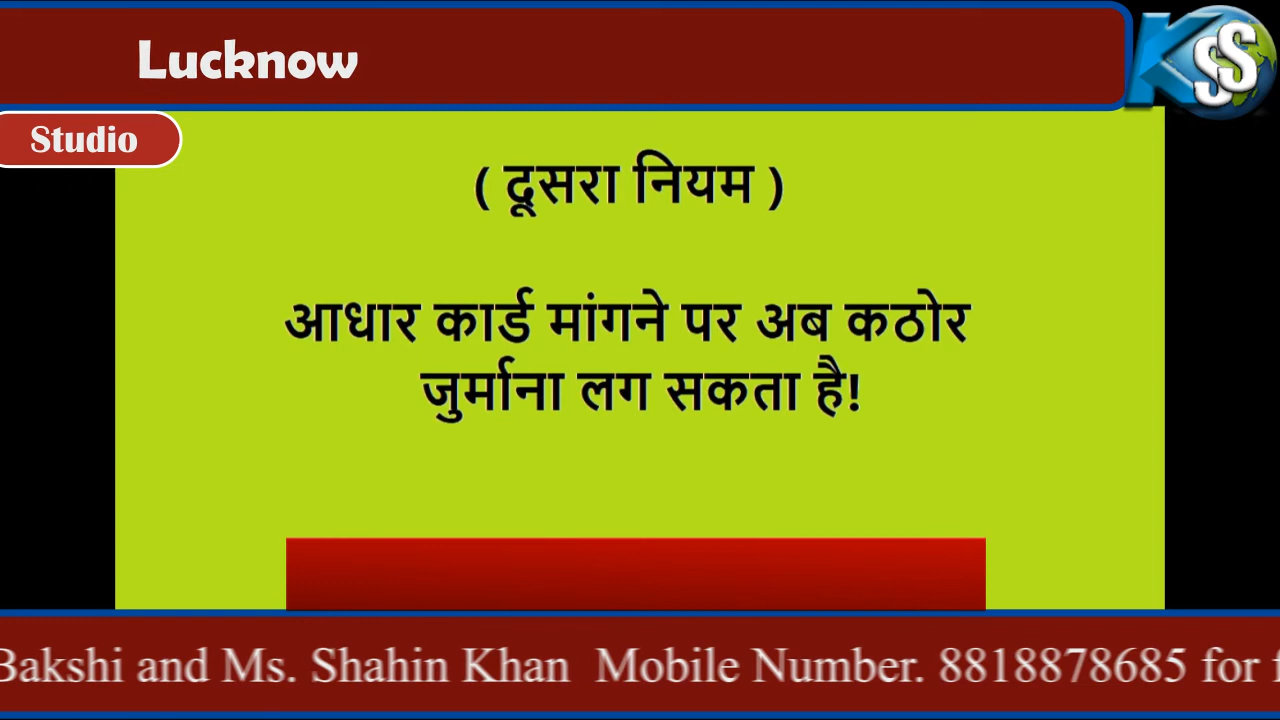 Lucknow
KSS
Studio
( दूसरा नियम )
आधार कार्ड मांगने पर अब कठोर
जुर्माना लग सकता है!
Bakshi and Ms. Shahin Khan Mobile Number. 8818878685 for